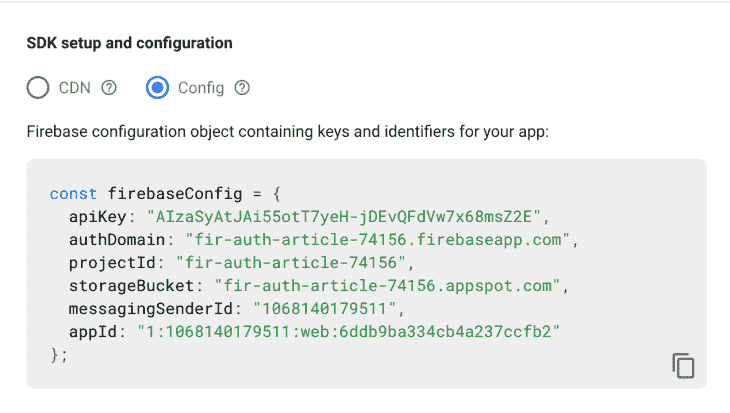 SDK setup and configuration
CDN ? Config ?
Firebase configuration object containing keys and identifiers for your app:
const firebaseConfig = {
  apiKey: "AIzaSyAtJAi55otT7yeH-jDEvQFdVw7x68msZ2E",
  authDomain: "fir-auth-article-74156.firebaseapp.com",
  projectId: "fir-auth-article-74156",
  storageBucket: "fir-auth-article-74156.appspot.com",
  messagingSenderId: "1068140179511",
  appId: "1:1068140179511:web:6ddb9ba334cb4a237ccfb2"
};